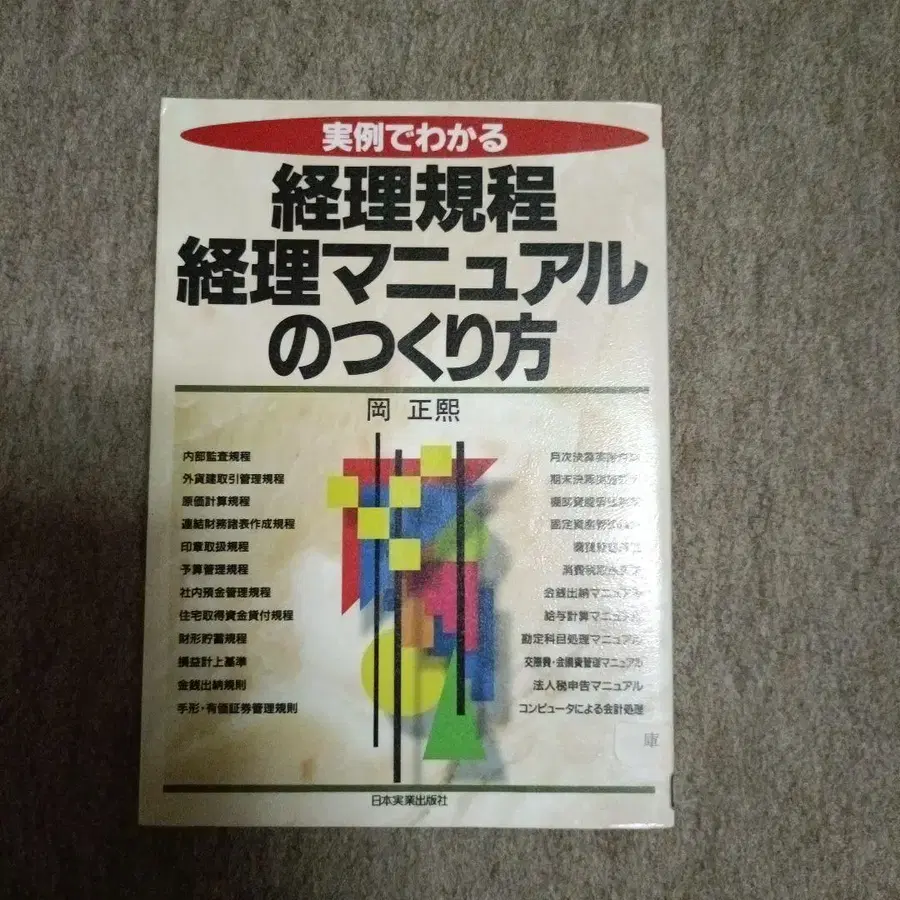 実例でわかる
経理規程
経理マニュアル
のつくり方
岡 正熙
内部監査規程
外貨建取引管理規程
原価計算規程
連結財務諸表作成規程
印章取扱規程
予算管理規程
社内預金管理規程
住宅取得資金貸付規程
財形貯蓄規程
損益計上基準
金銭出納規則
手形・有価証券管理規則
月次決算
期末決算
固定資産
消費税
金銭出納マニュアル
給与計算マニュアル
勘定科目処理マニュアル
交際費・会議費管理マニュアル
法人税申告マニュアル
コンピュータによる会計処理
庫
日本実業出版社